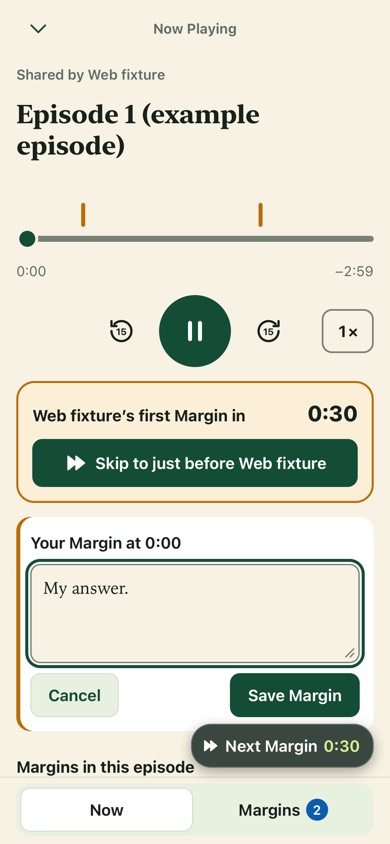 Now Playing
Shared by Web fixture
Episode 1 (example
episode)
0:00
−2:59
15
15
1×
Web fixture’s first Margin in
0:30
Skip to just before Web fixture
Your Margin at 0:00
My answer.
Cancel
Save Margin
Next Margin 0:30
Margins in this episode
Now
Margins 2